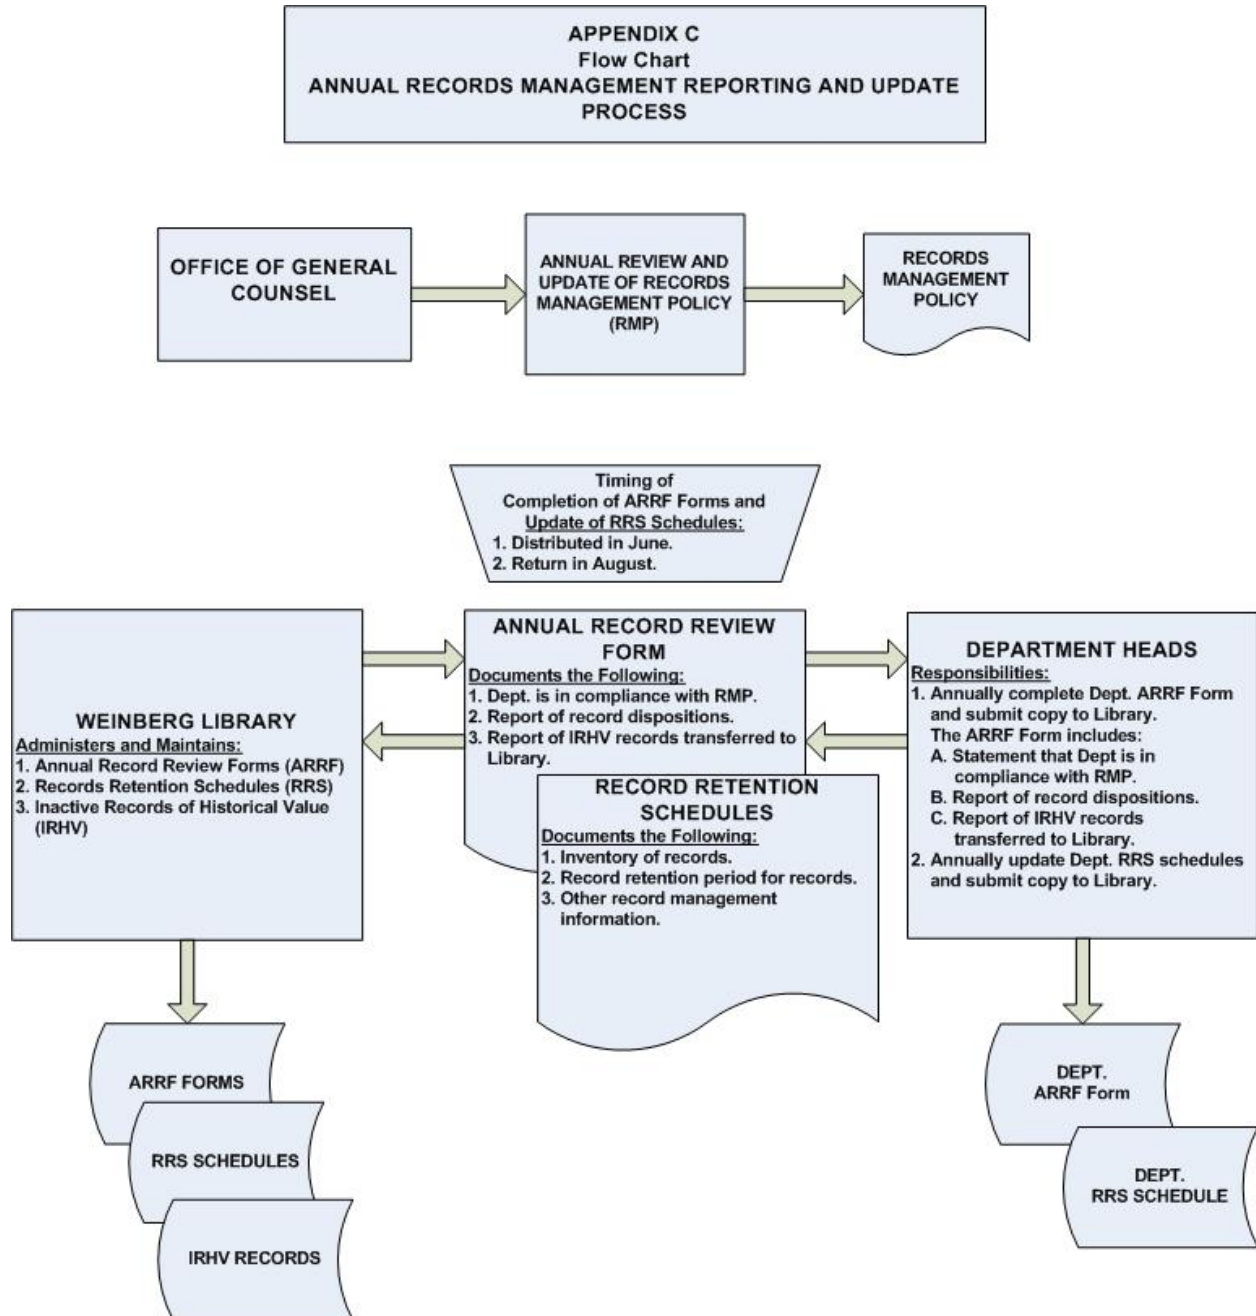 APPENDIX C
Flow Chart
ANNUAL RECORDS MANAGEMENT REPORTING AND UPDATE
PROCESS
OFFICE OF GENERAL
COUNSEL
ANNUAL REVIEW AND
UPDATE OF RECORDS
MANAGEMENT POLICY
(RMP)
RECORDS
MANAGEMENT
POLICY
Timing of
Completion of ARRF Forms and
Update of RRS Schedules:
1. Distributed in June.
2. Return in August.
WEINBERG LIBRARY
Administers and Maintains:
1. Annual Record Review Forms (ARRF)
2. Records Retention Schedules (RRS)
3. Inactive Records of Historical Value
(IRHV)
ANNUAL RECORD REVIEW
FORM
Documents the Following:
1. Dept. is in compliance with RMP.
2. Report of record dispositions.
3. Report of IRHV records transferred to
Library.
RECORD RETENTION
SCHEDULES
Documents the Following:
1. Inventory of records.
2. Record retention period for records.
3. Other record management
information.
DEPARTMENT HEADS
Responsibilities:
1. Annually complete Dept. ARRF Form
and submit copy to Library.
The ARRF Form includes:
A. Statement that Dept is in
compliance with RMP.
B. Report of record dispositions.
C. Report of IRHV records
transferred to Library.
2. Annually update Dept. RRS schedules
and submit copy to Library.
ARRF FORMS
RRS SCHEDULES
IRHV RECORDS
DEPT.
ARRF Form
DEPT.
RRS SCHEDULE